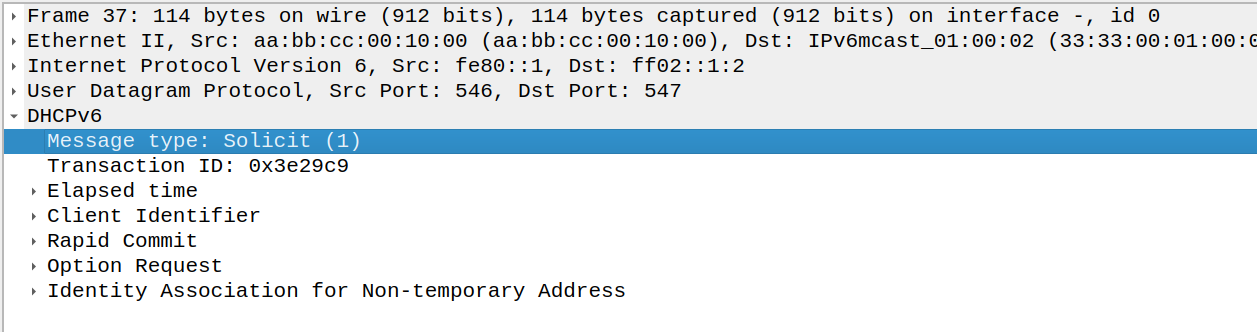 Frame 37: 114 bytes on wire (912 bits), 114 bytes captured (912 bits) on interface -, id 0
Ethernet II, Src: aa:bb:cc:00:10:00 (aa:bb:cc:00:10:00), Dst: IPv6mcast_01:00:02 (33:33:00:01:00:0
Internet Protocol Version 6, Src: fe80::1, Dst: ff02::1:2
User Datagram Protocol, Src Port: 546, Dst Port: 547
DHCPv6
Message type: Solicit (1)
Transaction ID: 0x3e29c9
Elapsed time
Client Identifier
Rapid Commit
Option Request
Identity Association for Non-temporary Address